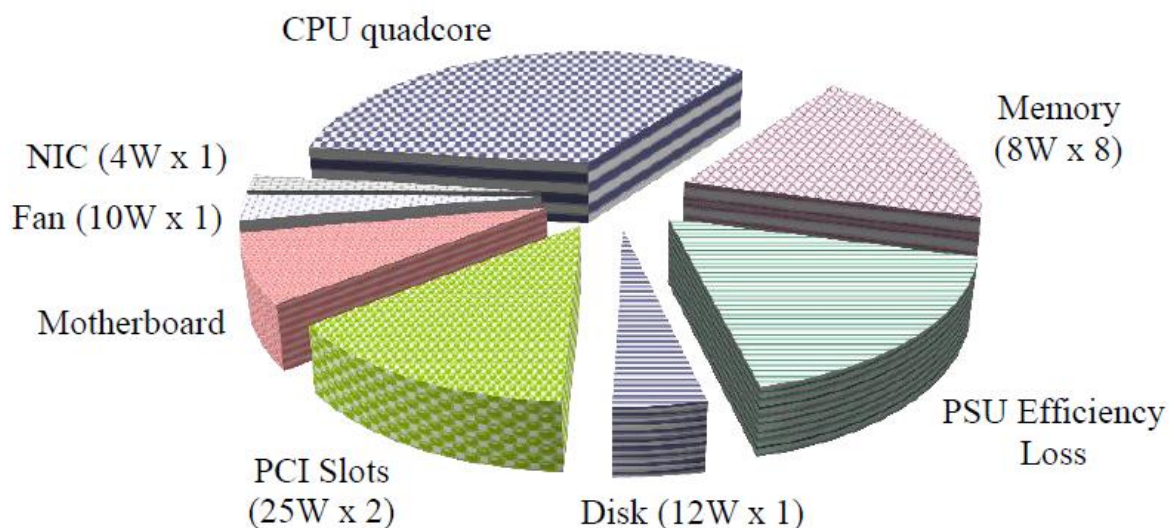 CPU quadcore
Memory
(8W x 8)
NIC (4W x 1)
Fan (10W x 1)
Motherboard
PSU Efficiency
Loss
PCI Slots
(25W x 2)
Disk (12W x 1)